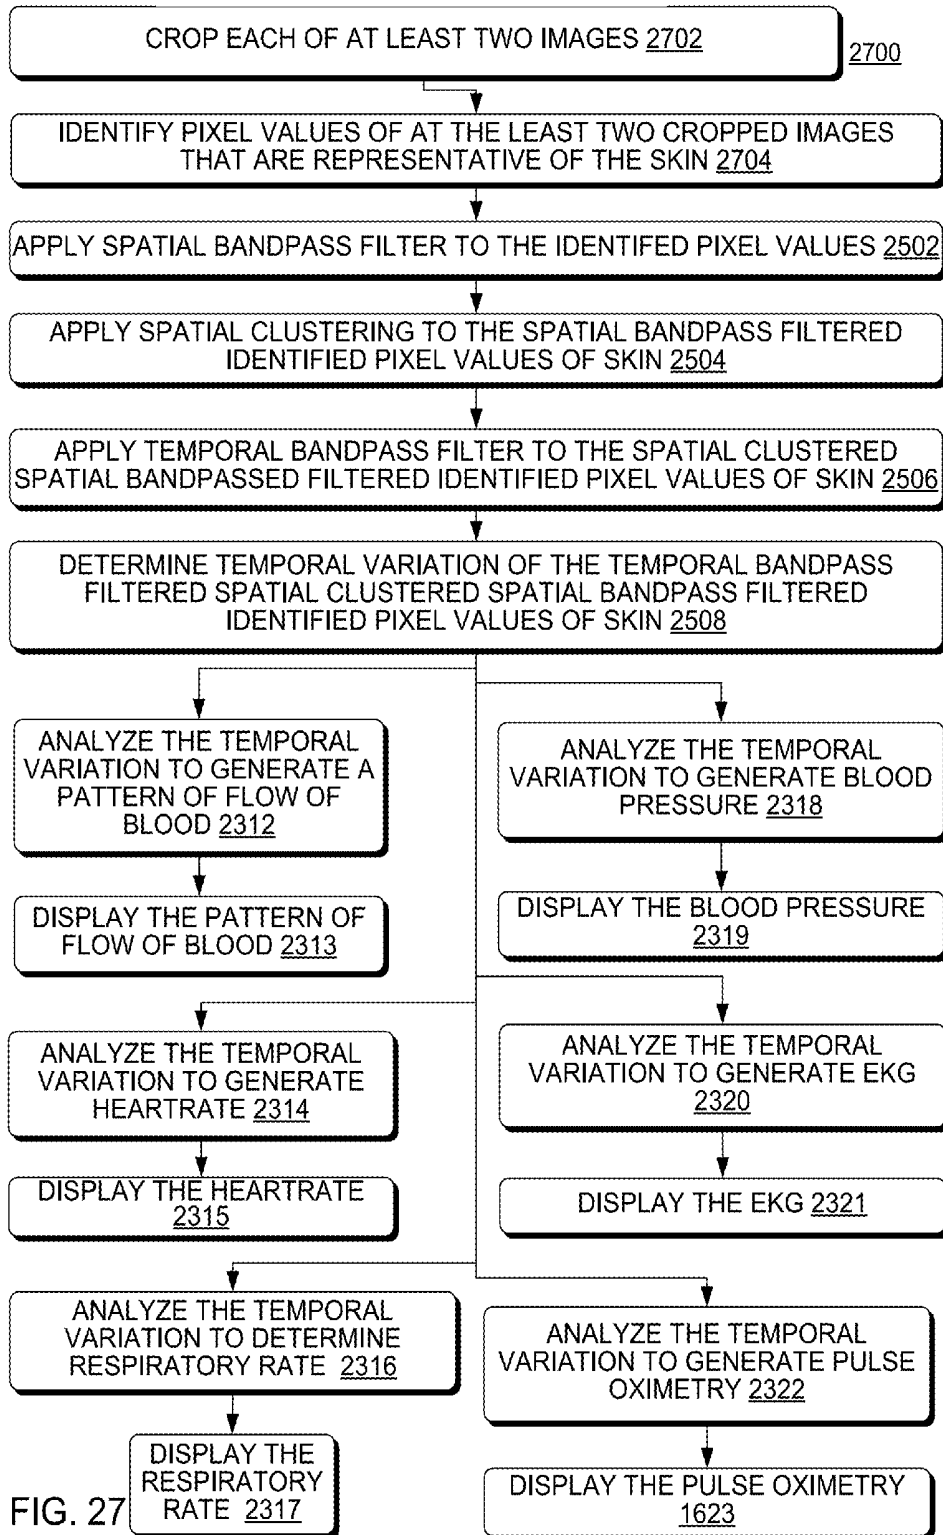 CROP EACH OF AT LEAST TWO IMAGES 2702
2700
IDENTIFY PIXEL VALUES OF AT THE LEAST TWO CROPPED IMAGES
THAT ARE REPRESENTATIVE OF THE SKIN 2704
APPLY SPATIAL BANDPASS FILTER TO THE IDENTIFED PIXEL VALUES 2502
APPLY SPATIAL CLUSTERING TO THE SPATIAL BANDPASS FILTERED
IDENTIFIED PIXEL VALUES OF SKIN 2504
APPLY TEMPORAL BANDPASS FILTER TO THE SPATIAL CLUSTERED
SPATIAL BANDPASSED FILTERED IDENTIFIED PIXEL VALUES OF SKIN 2506
DETERMINE TEMPORAL VARIATION OF THE TEMPORAL BANDPASS
FILTERED SPATIAL CLUSTERED SPATIAL BANDPASS FILTERED
IDENTIFIED PIXEL VALUES OF SKIN 2508
ANALYZE THE TEMPORAL
VARIATION TO GENERATE A
PATTERN OF FLOW OF
BLOOD 2312
ANALYZE THE TEMPORAL
VARIATION TO GENERATE BLOOD
PRESSURE 2318
DISPLAY THE PATTERN OF
FLOW OF BLOOD 2313
DISPLAY THE BLOOD PRESSURE
2319
ANALYZE THE TEMPORAL
VARIATION TO GENERATE
HEARTRATE 2314
ANALYZE THE TEMPORAL
VARIATION TO GENERATE EKG
2320
DISPLAY THE HEARTRATE
2315
DISPLAY THE EKG 2321
ANALYZE THE TEMPORAL
VARIATION TO DETERMINE
RESPIRATORY RATE 2316
ANALYZE THE TEMPORAL
VARIATION TO GENERATE PULSE
OXIMETRY 2322
DISPLAY THE
RESPIRATORY
RATE 2317
DISPLAY THE PULSE OXIMETRY
1623
FIG. 27